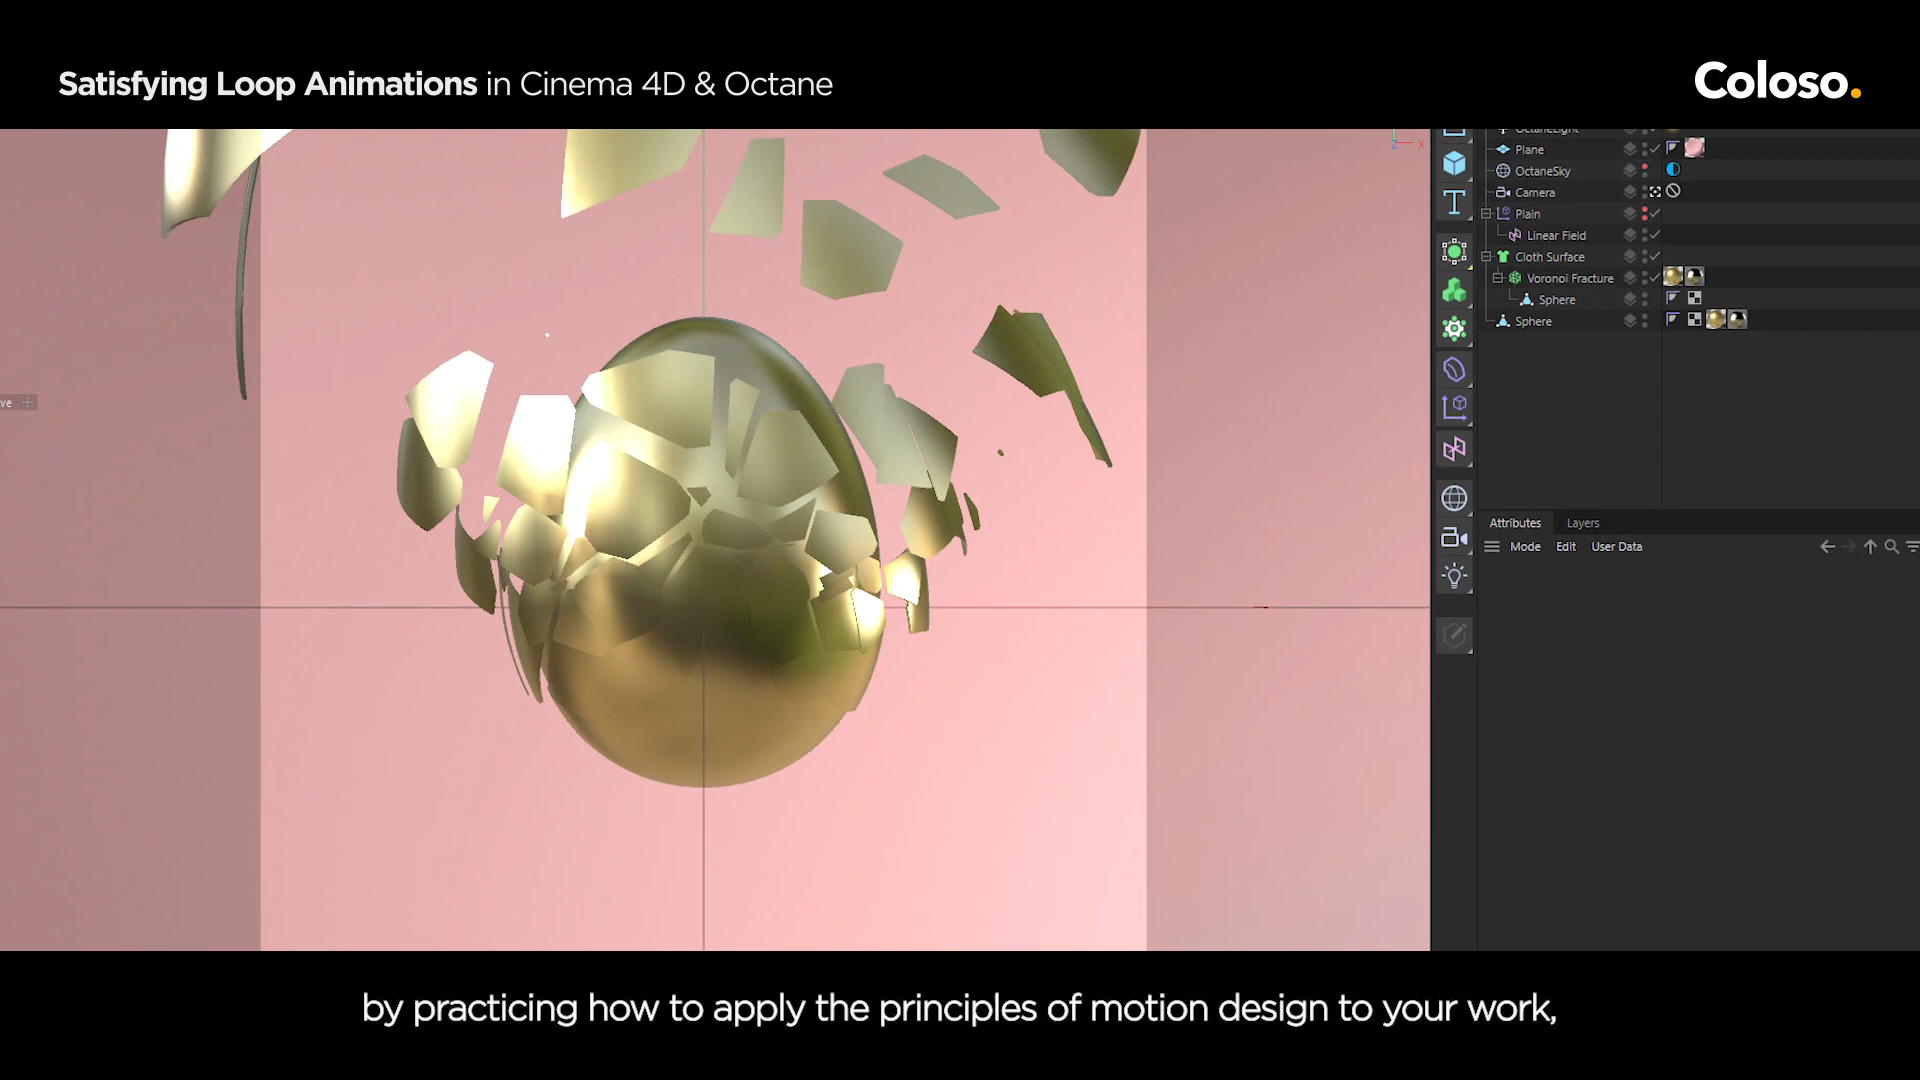 Satisfying Loop Animations in Cinema 4D & Octane
Coloso.
OctaneLight
Plane
OctaneSky
Camera
Plain
Linear Field
Cloth Surface
Voronoi Fracture
Sphere
Sphere
ve
Z
X
Attributes Layers
Mode Edit User Data
by practicing how to apply the principles of motion design to your work,